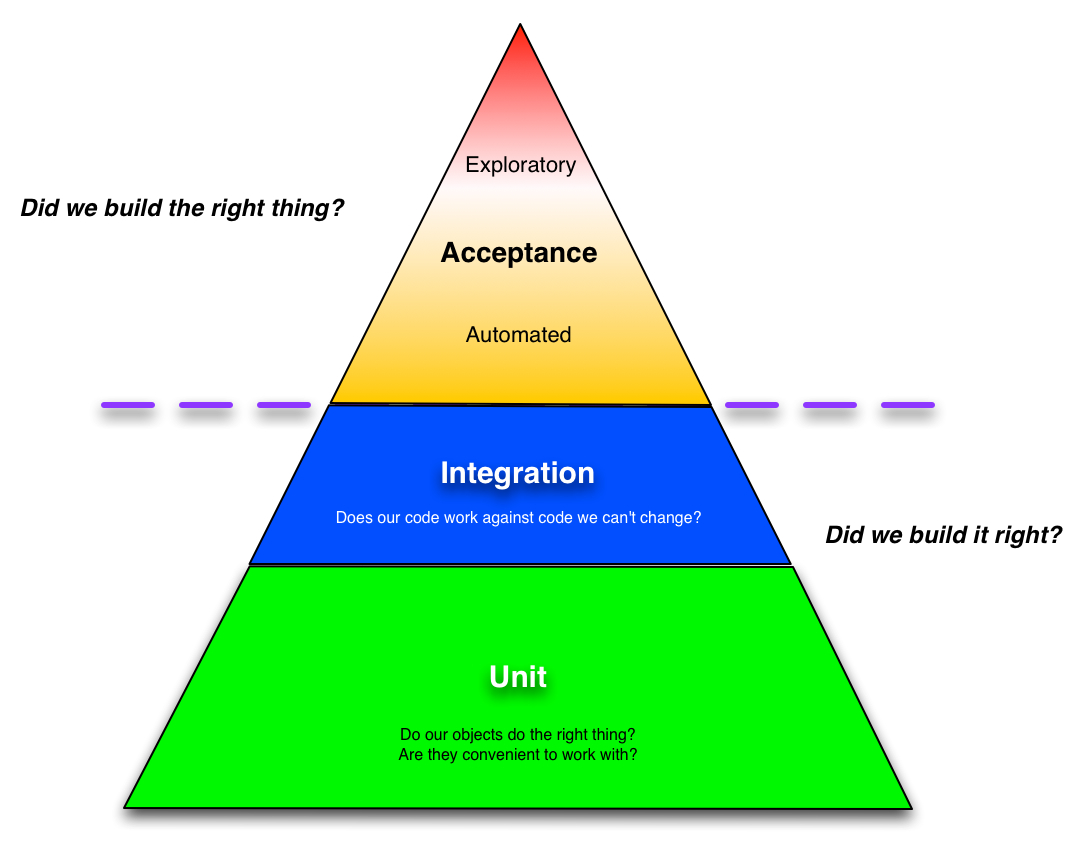 Exploratory
Did we build the right thing?
Acceptance
Automated
Integration
Does our code work against code we can't change?
Did we build it right?
Unit
Do our objects do the right thing?
Are they convenient to work with?